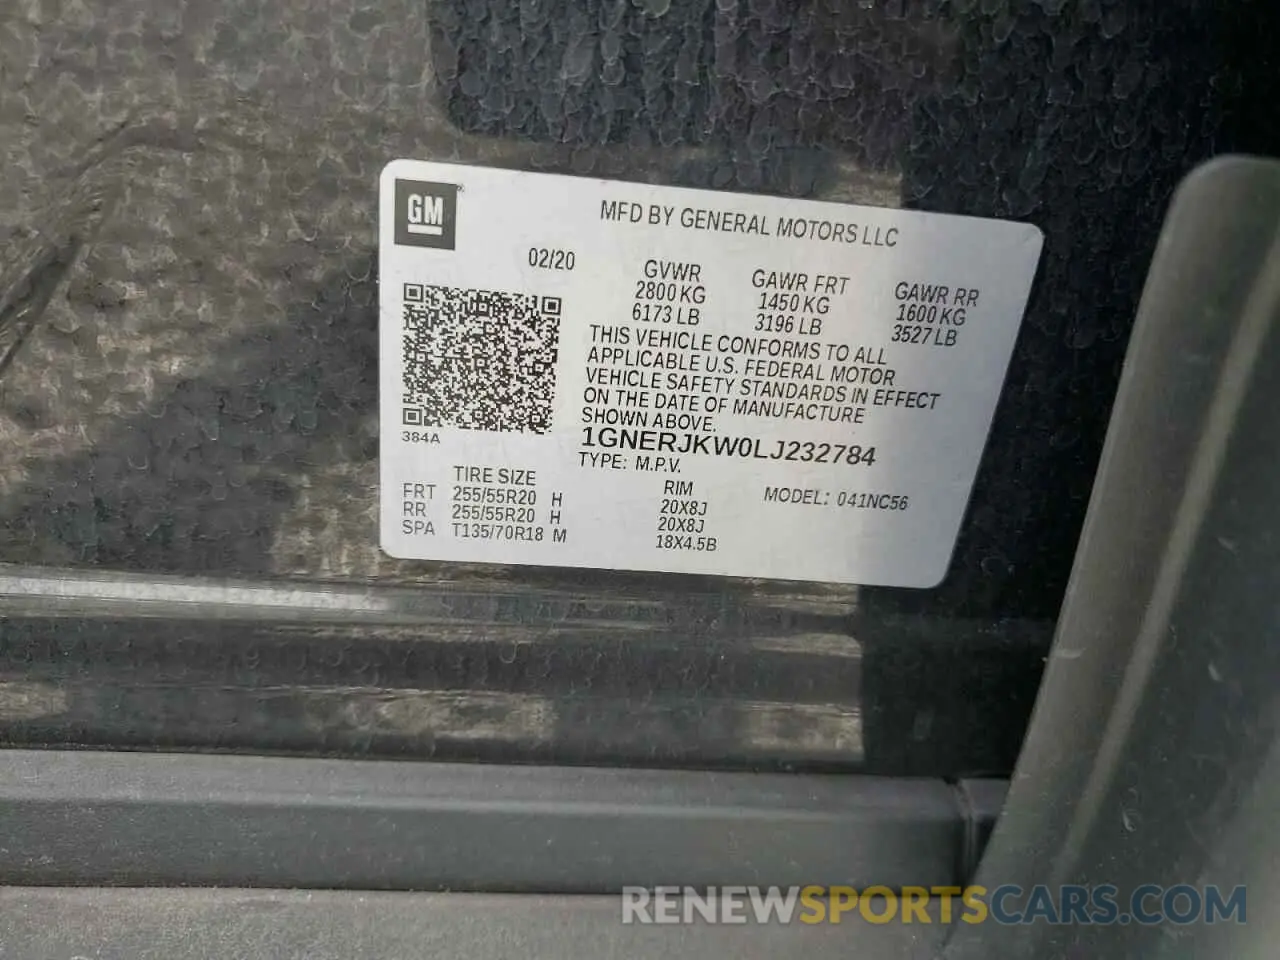 GM
MFD BY GENERAL MOTORS LLC
02/20
GVWR
2800 KG
6173 LB
GAWR FRT
1450 KG
3196 LB
GAWR RR
1600 KG
3527 LB
THIS VEHICLE CONFORMS TO ALL
APPLICABLE U.S. FEDERAL MOTOR
VEHICLE SAFETY STANDARDS IN EFFECT
ON THE DATE OF MANUFACTURE
SHOWN ABOVE.
384A
1GNERJKW0LJ232784
TYPE: M.P.V.
TIRE SIZE RIM MODEL: 041NC56
FRT 255/55R20 H 20X8J
RR 255/55R20 H 20X8J
SPA T135/70R18 M 18X4.5B
RENEWSPORTSCARS.COM